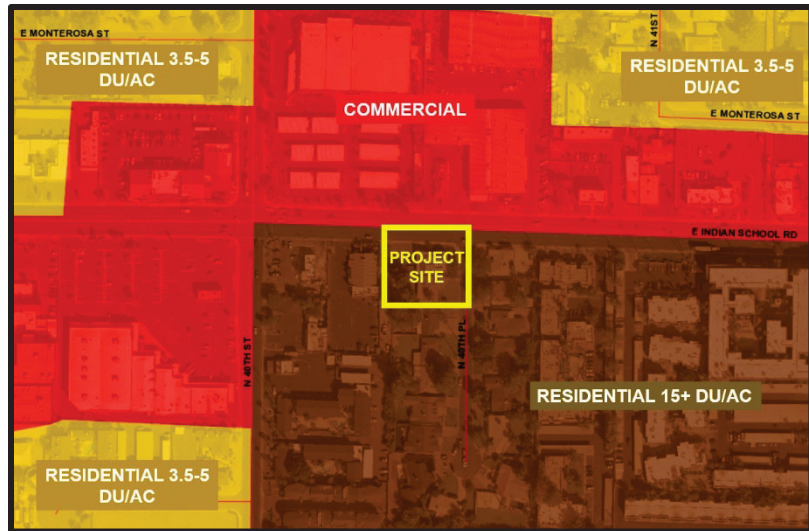 E MONTEROSA ST
RESIDENTIAL 3.5-5
DU/AC
COMMERCIAL
N 41ST
RESIDENTIAL 3.5-5
DU/AC
E MONTEROSA ST
E INDIAN SCHOOL RD
PROJECT
SITE
N 40TH ST
N 40TH PL
RESIDENTIAL 15+ DU/AC
RESIDENTIAL 3.5-5
DU/AC